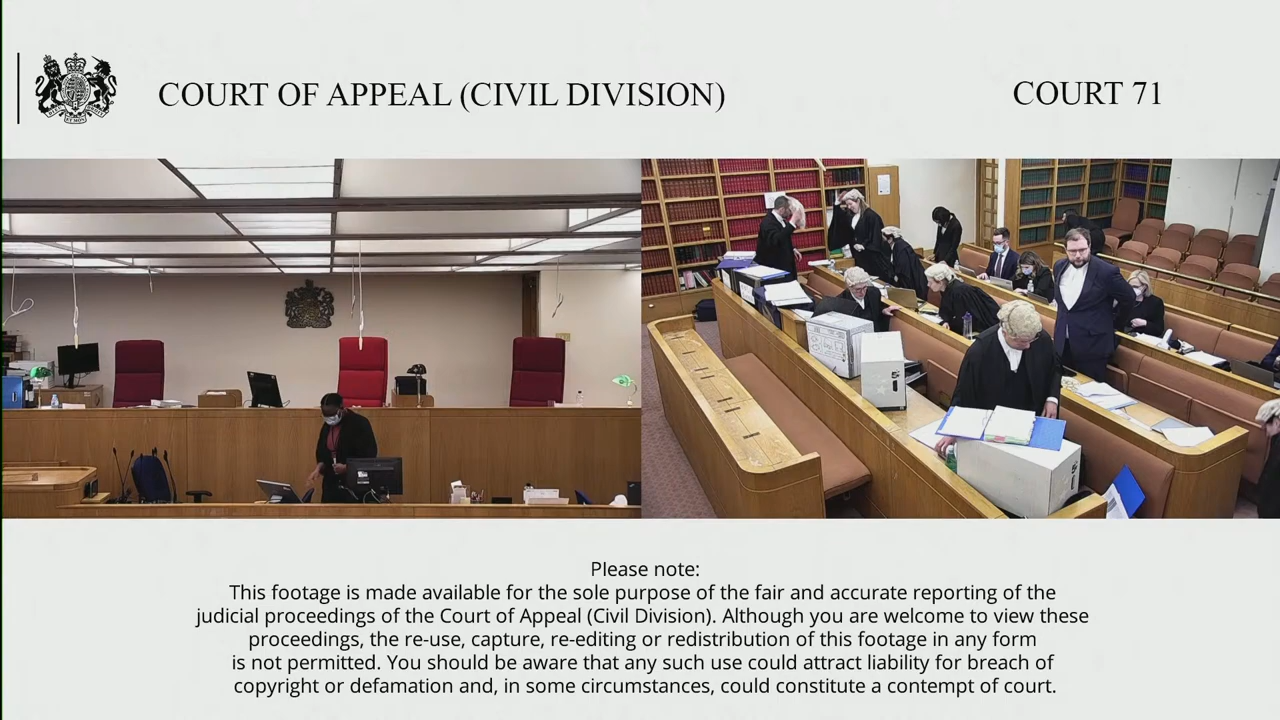 COURT OF APPEAL (CIVIL DIVISION)
COURT 71
Please note:
This footage is made available for the sole purpose of the fair and accurate reporting of the
judicial proceedings of the Court of Appeal (Civil Division). Although you are welcome to view these
proceedings, the re-use, capture, re-editing or redistribution of this footage in any form
is not permitted. You should be aware that any such use could attract liability for breach of
copyright or defamation and, in some circumstances, could constitute a contempt of court.